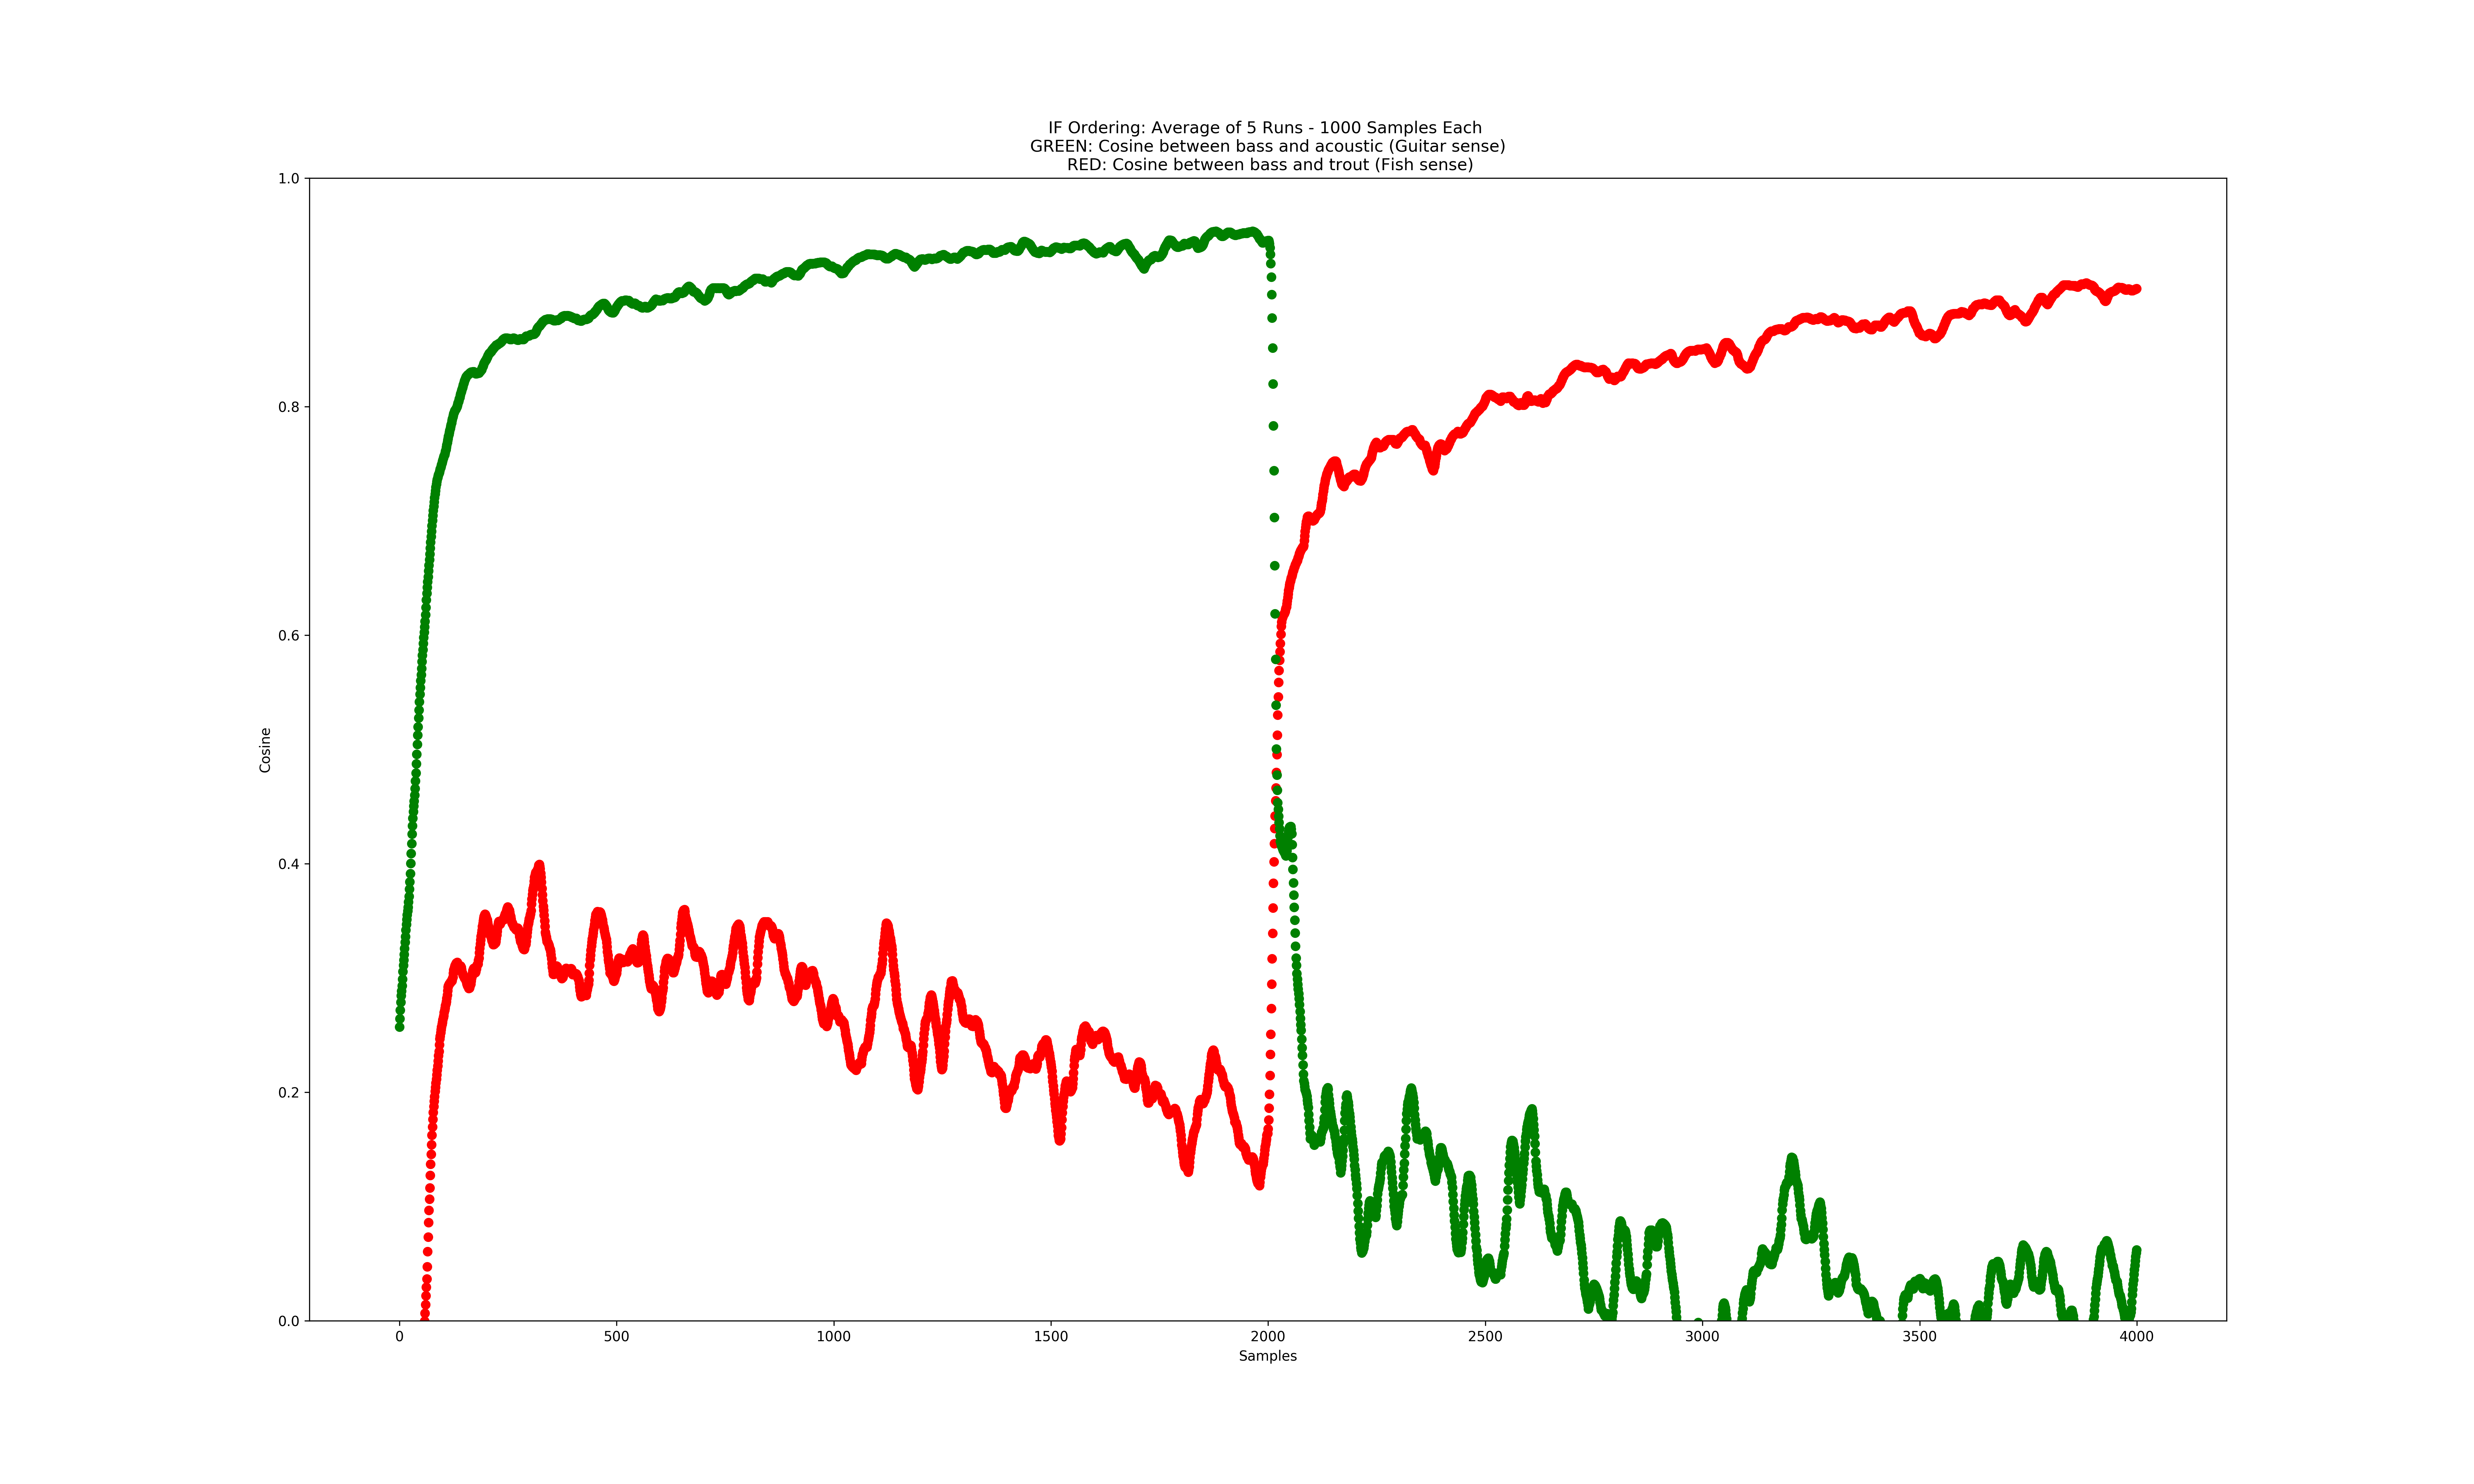 IF Ordering: Average of 5 Runs - 1000 Samples Each
GREEN: Cosine between bass and acoustic (Guitar sense)
RED: Cosine between bass and trout (Fish sense)
1.0
0.8
0.6
Cosine
0.4
0.2
0.0
0 500 1000 1500 2000 2500 3000 3500 4000
Samples